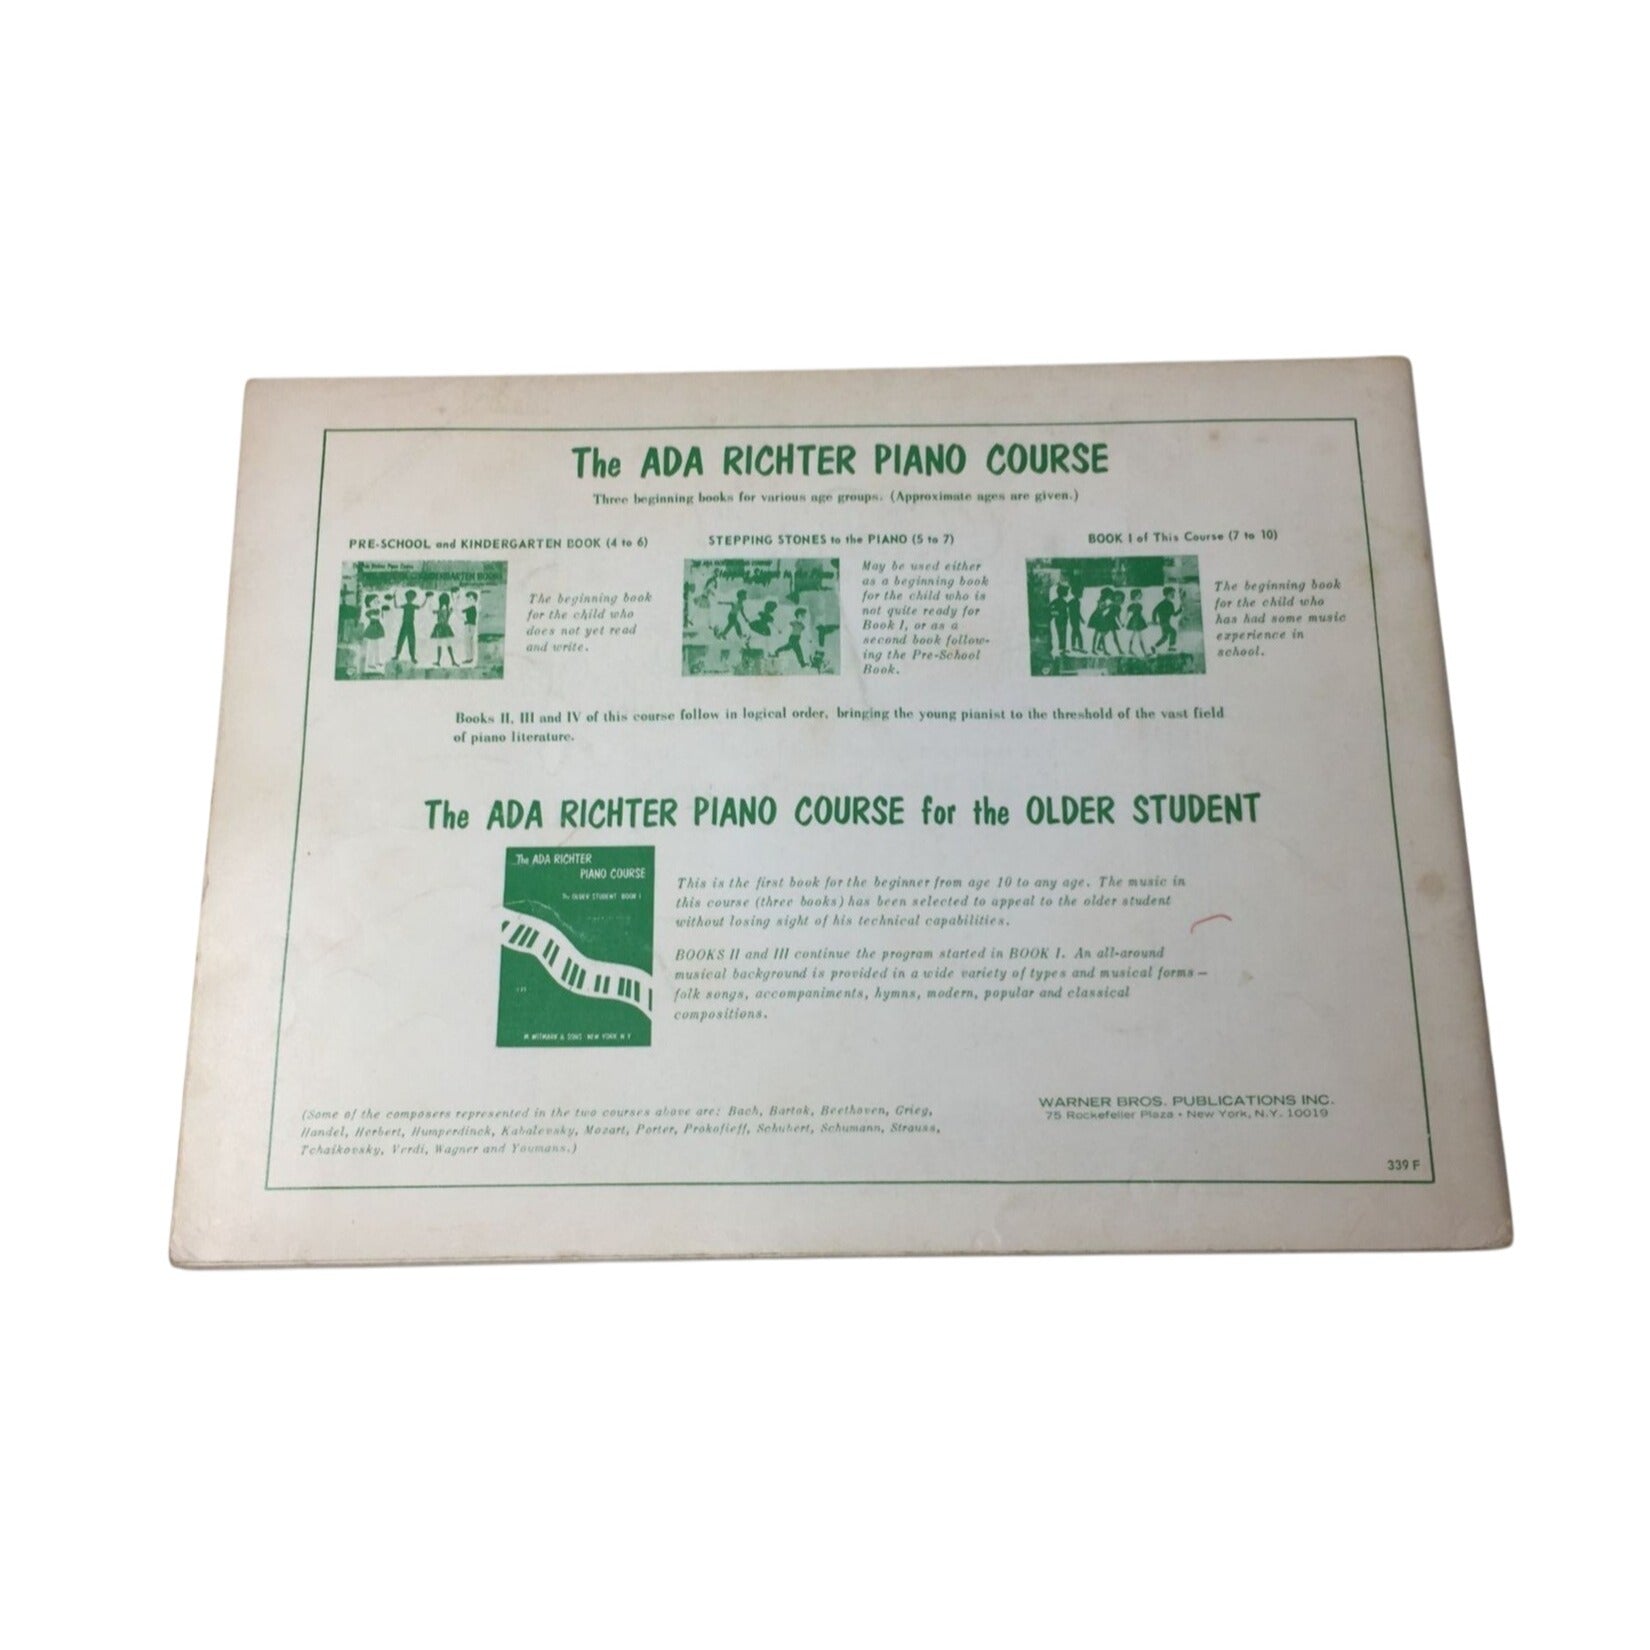 The ADA RICHTER PIANO COURSE
Three beginning books for various age groups. (Approximate ages are given.)
PRE-SCHOOL and KINDERGARTEN BOOK (4 to 6)
The beginning book
for the child who
does not yet read
and write.
STEPPING STONES to the PIANO (5 to 7)
May be used either
as a beginning book
for the child who is
not quite ready for
Book I, or as a
second book follow-
ing the Pre-School
Book.
BOOK I of This Course (7 to 10)
The beginning book
for the child who
has had some music
experience in
school.
Books II, III and IV of this course follow in logical order, bringing the young pianist to the threshold of the vast field
of piano literature.
The ADA RICHTER PIANO COURSE for the OLDER STUDENT
The ADA RICHTER
PIANO COURSE
The OLDER STUDENT BOOK I
M WITMARK & SONS NEW YORK N Y
This is the first book for the beginner from age 10 to any age. The music in
this course (three books) has been selected to appeal to the older student
without losing sight of his technical capabilities.
BOOKS II and III continue the program started in BOOK I. An all-around
musical background is provided in a wide variety of types and musical forms —
folk songs, accompaniments, hymns, modern, popular and classical
compositions.
(Some of the composers represented in the two courses above are: Bach, Bartok, Beethoven, Grieg,
Handel, Herbert, Humperdinck, Kabalevsky, Mozart, Porter, Prokofieff, Schubert, Schumann, Strauss,
Tchaikovsky, Verdi, Wagner and Youmans.)
WARNER BROS. PUBLICATIONS INC.
75 Rockefeller Plaza • New York, N.Y. 10019
339 F